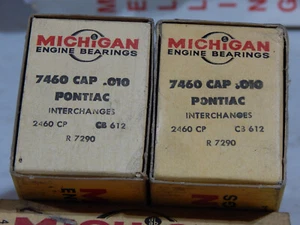 MICHIGAN
ENGINE BEARINGS
7460 CAP .010
PONTIAC
INTERCHANGES
2460 CP CB 612
R 7290
MICHIGAN
ENGINE BEARINGS
7460 CAP .010
PONTIAC
INTERCHANGES
2460 CP CB 612
R 7290
MICHIGAN